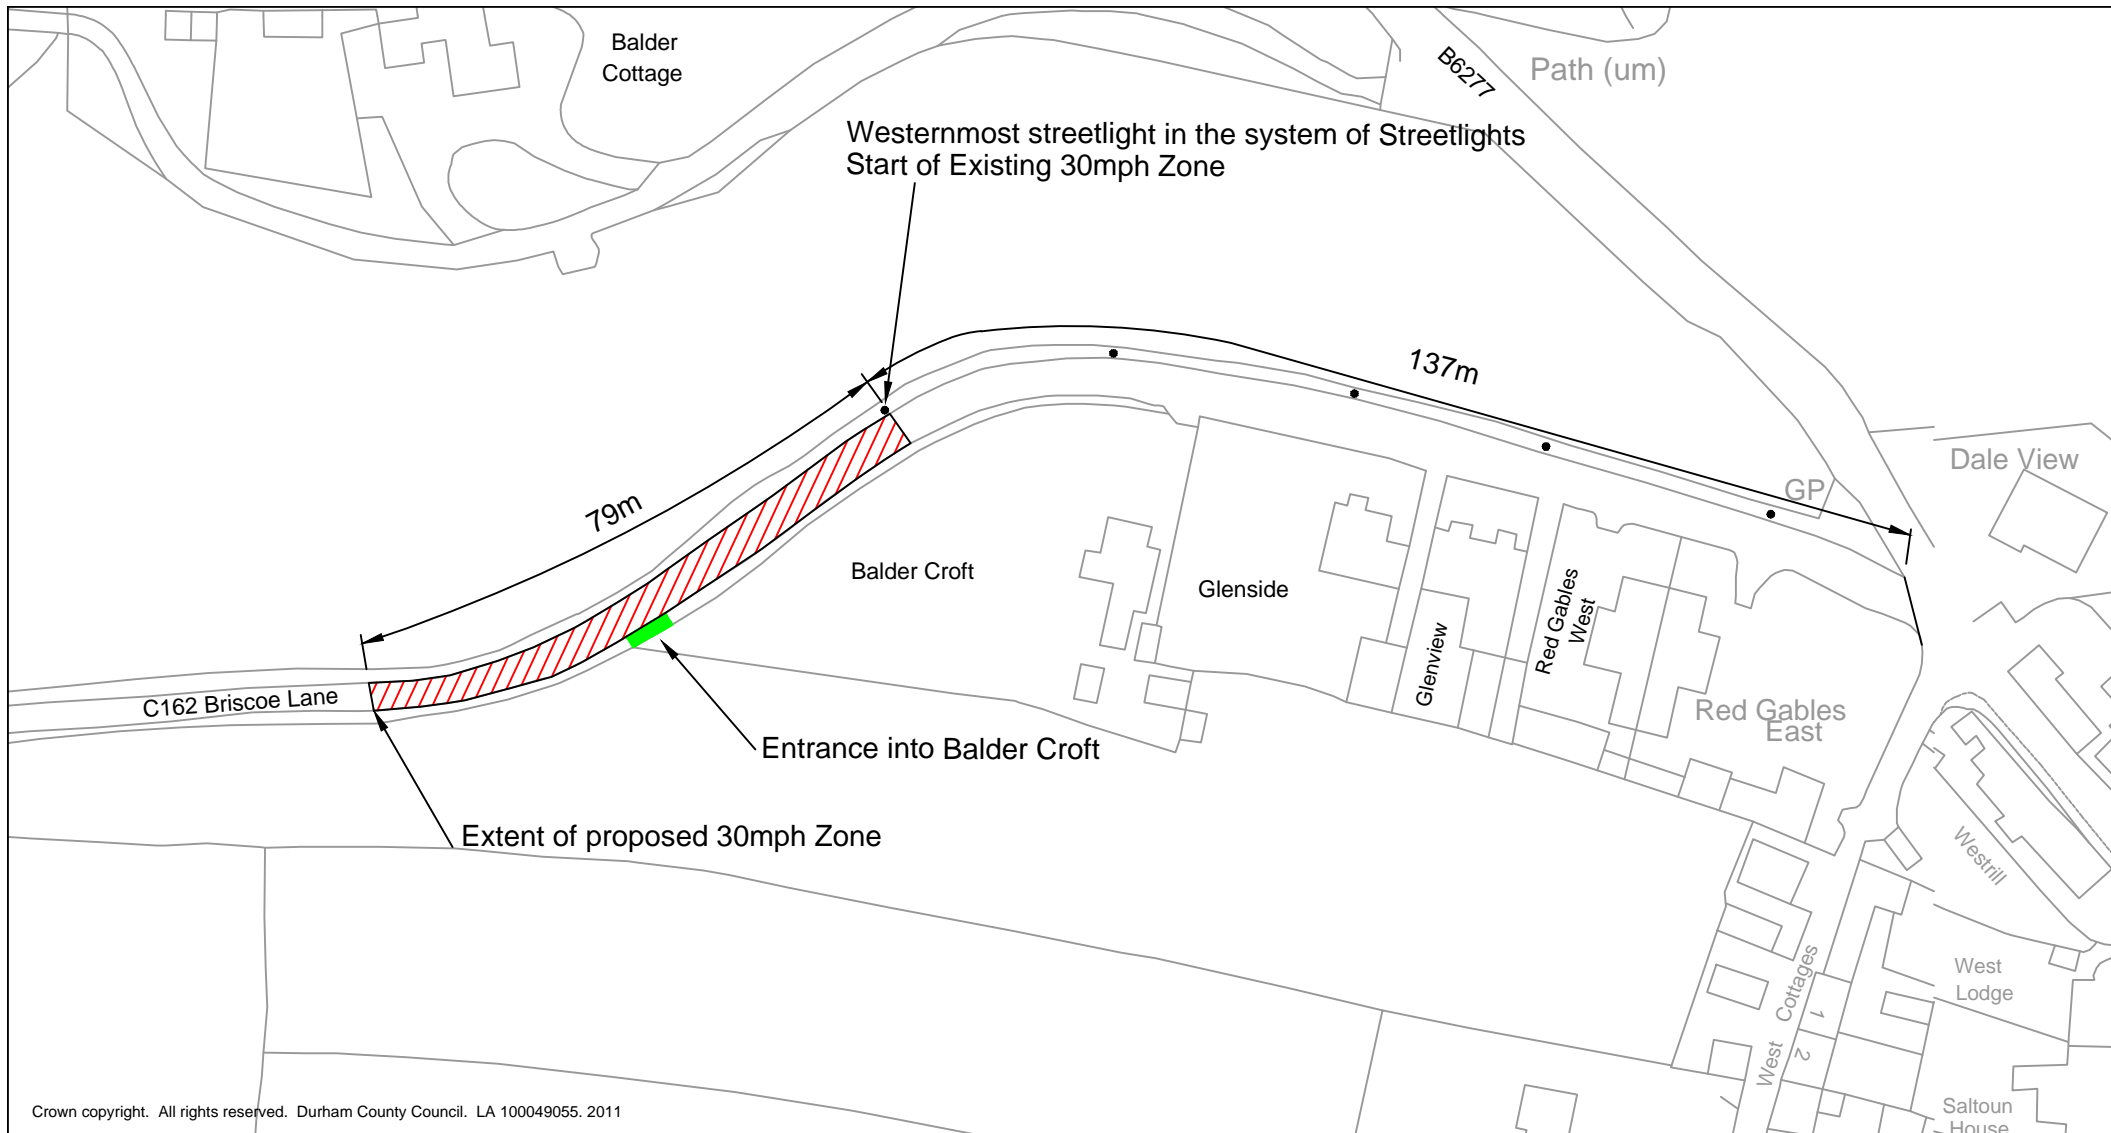 Balder
Cottage
B6277
Path (um)
Westernmost streetlight in the system of Streetlights
Start of Existing 30mph Zone
137m
79m
Dale View
GP
Balder Croft
Glenside
Glenview
Red Gables
West
Red Gables
East
C162 Briscoe Lane
Entrance into Balder Croft
Extent of proposed 30mph Zone
Westrill
West Cottages
1
2
West
Lodge
Saltoun
House
Crown copyright. All rights reserved. Durham County Council. LA 100049055. 2011